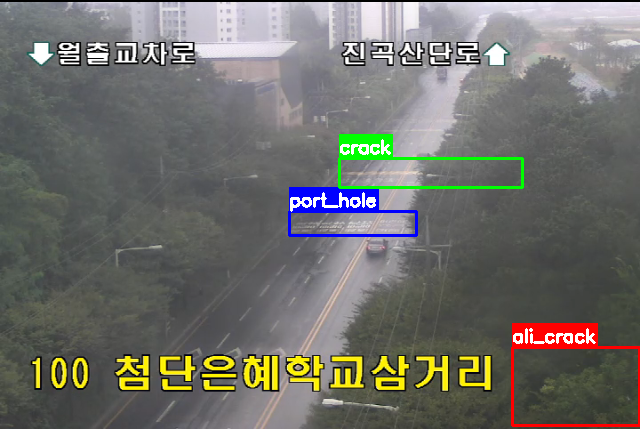 월출교차로 진곡산단로
crack
port_hole
ali_crack
100 첨단은혜학교삼거리